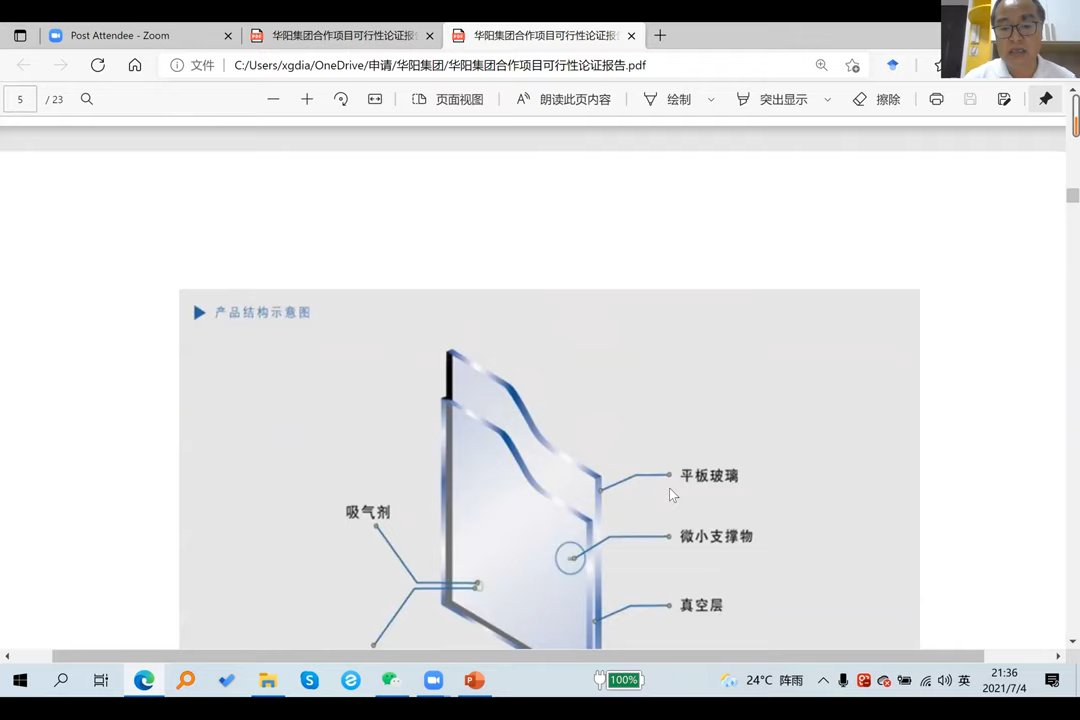 Post Attendee - Zoom
华阳集团合作项目可行性论证报告
华阳集团合作项目可行性论证报告
文件
C:/Users/xgdia/OneDrive/申请/华阳集团/华阳集团合作项目可行性论证报告.pdf
5
/ 23
页面视图
朗读此页内容
绘制
突出显示
擦除
产品结构示意图
平板玻璃
吸气剂
微小支撑物
真空层
100%
24°C 阵雨
英
21:36
2021/7/4